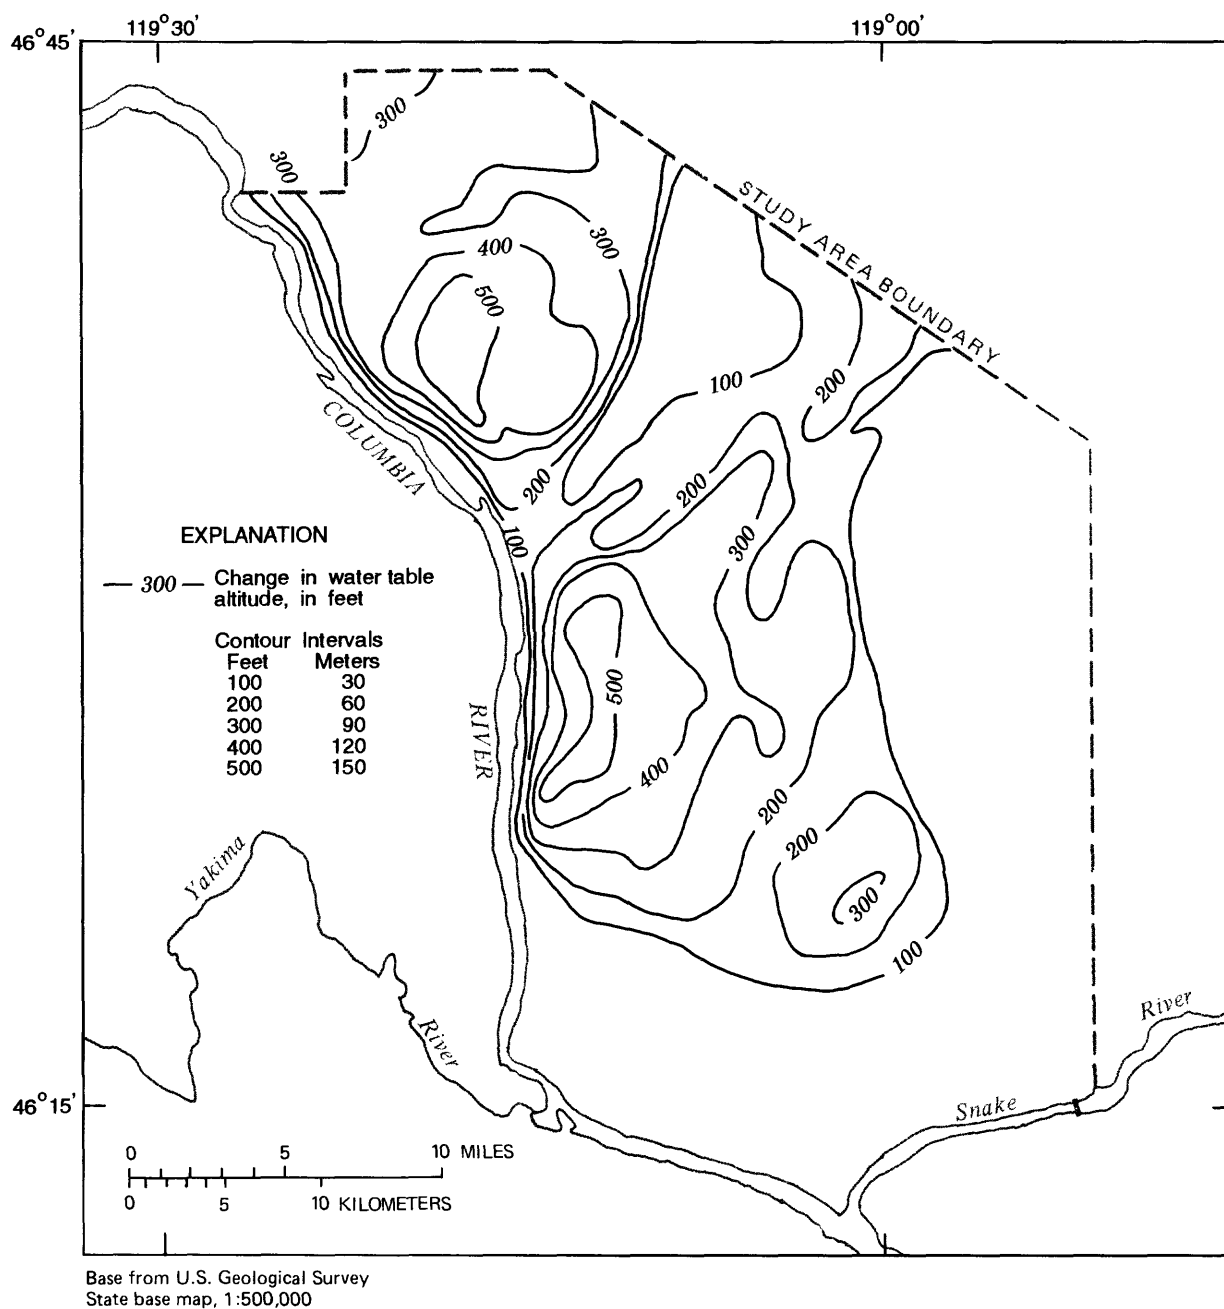 119°30'
119°00'
46°45'
300
300
STUDY AREA BOUNDARY
300
400
500
100
200
COLUMBIA
200
200
100
300
EXPLANATION
— 300 — Change in water table
altitude, in feet
Contour Intervals
Feet Meters
100 30
200 60
300 90
400 120
500 150
500
RIVER
400
200
200
300
100
Yakima
River
River
Snake
46°15'
0 5 10 MILES
0 5 10 KILOMETERS
Base from U.S. Geological Survey
State base map, 1:500,000